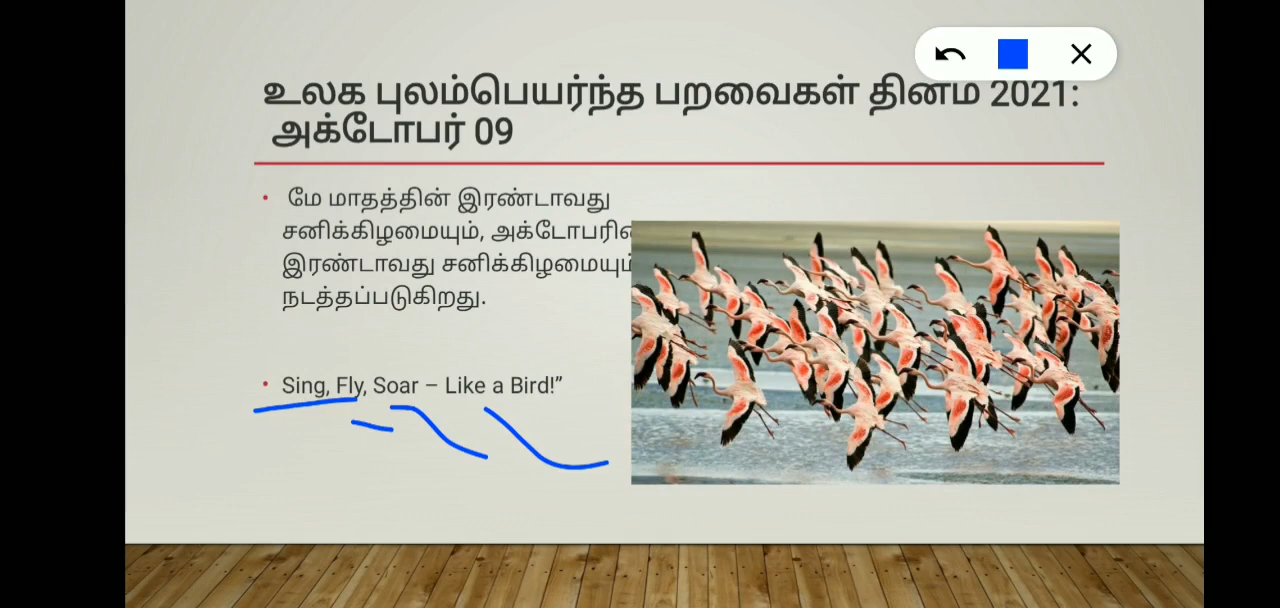 உலக புலம்பெயர்ந்த பறவைகள் தினம் 2021:
அக்டோபர் 09
• மே மாதத்தின் இரண்டாவது
சனிக்கிழமையும், அக்டோபரின்
இரண்டாவது சனிக்கிழமையும்
நடத்தப்படுகிறது.
• Sing, Fly, Soar – Like a Bird!”